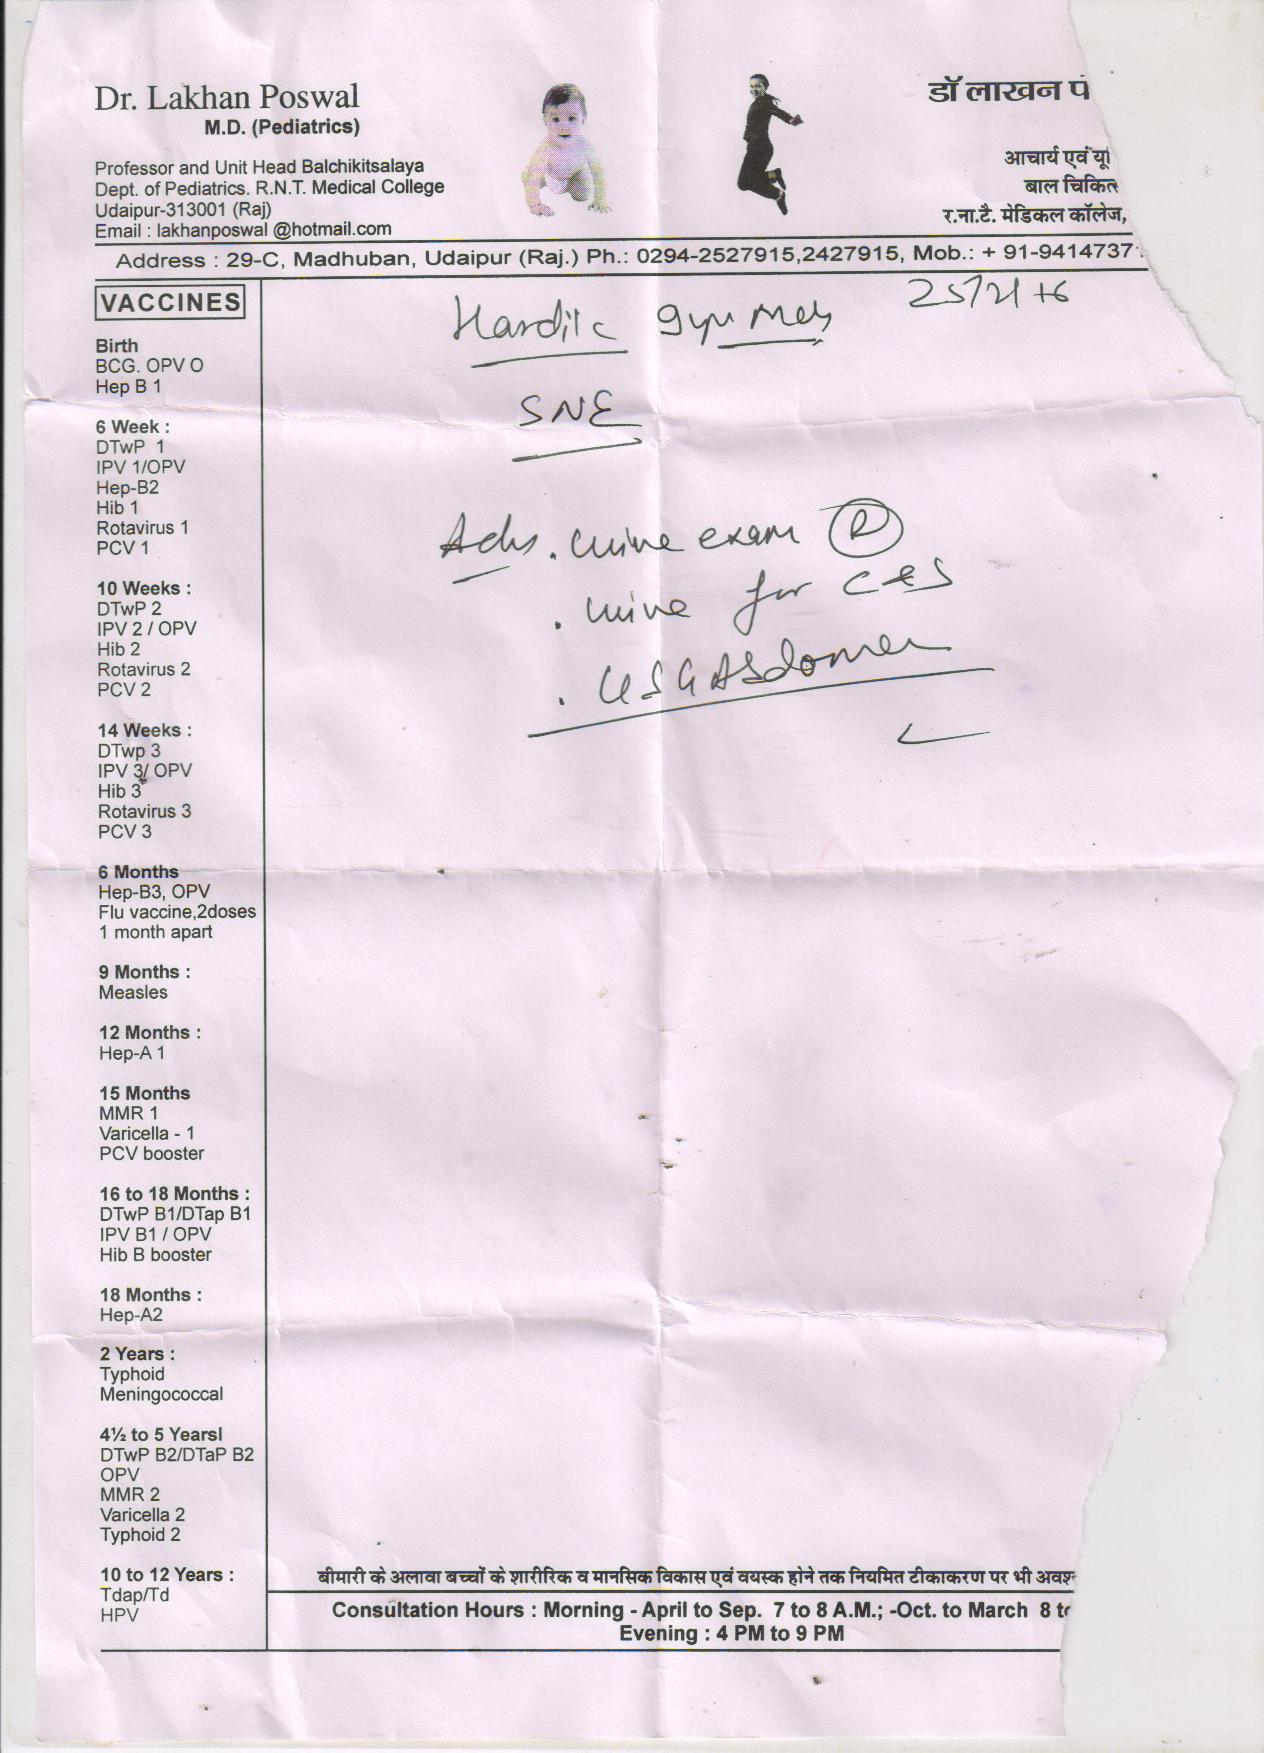 Dr. Lakhan Poswal
M.D. (Pediatrics)
Professor and Unit Head Balchikitsalaya
Dept. of Pediatrics. R.N.T. Medical College
Udaipur-313001 (Raj)
Email : lakhanposwal @hotmail.com
डॉ लाखन पं
आचार्य एवं यू
बाल चिकित
र.ना.टै. मेडिकल कॉलेज,
Address : 29-C, Madhuban, Udaipur (Raj.) Ph.: 0294-2527915,2427915, Mob.: + 91-9414737
VACCINES
Birth
BCG. OPV O
Hep B 1
6 Week :
DTwP 1
IPV 1/OPV
Hep-B2
Hib 1
Rotavirus 1
PCV 1
10 Weeks :
DTwP 2
IPV 2 / OPV
Hib 2
Rotavirus 2
PCV 2
14 Weeks :
DTwp 3
IPV 3/ OPV
Hib 3
Rotavirus 3
PCV 3
6 Months
Hep-B3, OPV
Flu vaccine,2doses
1 month apart
9 Months :
Measles
12 Months :
Hep-A 1
15 Months
MMR 1
Varicella - 1
PCV booster
16 to 18 Months :
DTwP B1/DTap B1
IPV B1 / OPV
Hib B booster
18 Months :
Hep-A2
2 Years :
Typhoid
Meningococcal
4½ to 5 Yearsl
DTwP B2/DTaP B2
OPV
MMR 2
Varicella 2
Typhoid 2
10 to 12 Years :
Tdap/Td
HPV
Hardik
SNE
Adv. urine exam (R)
. urine for C&S
. USG Abdomen
बीमारी के अलावा बच्चों के शारीरिक व मानसिक विकास एवं वयस्क होने तक नियमित टीकाकरण पर भी अवश
Consultation Hours : Morning - April to Sep. 7 to 8 A.M.; -Oct. to March 8 to
Evening : 4 PM to 9 PM